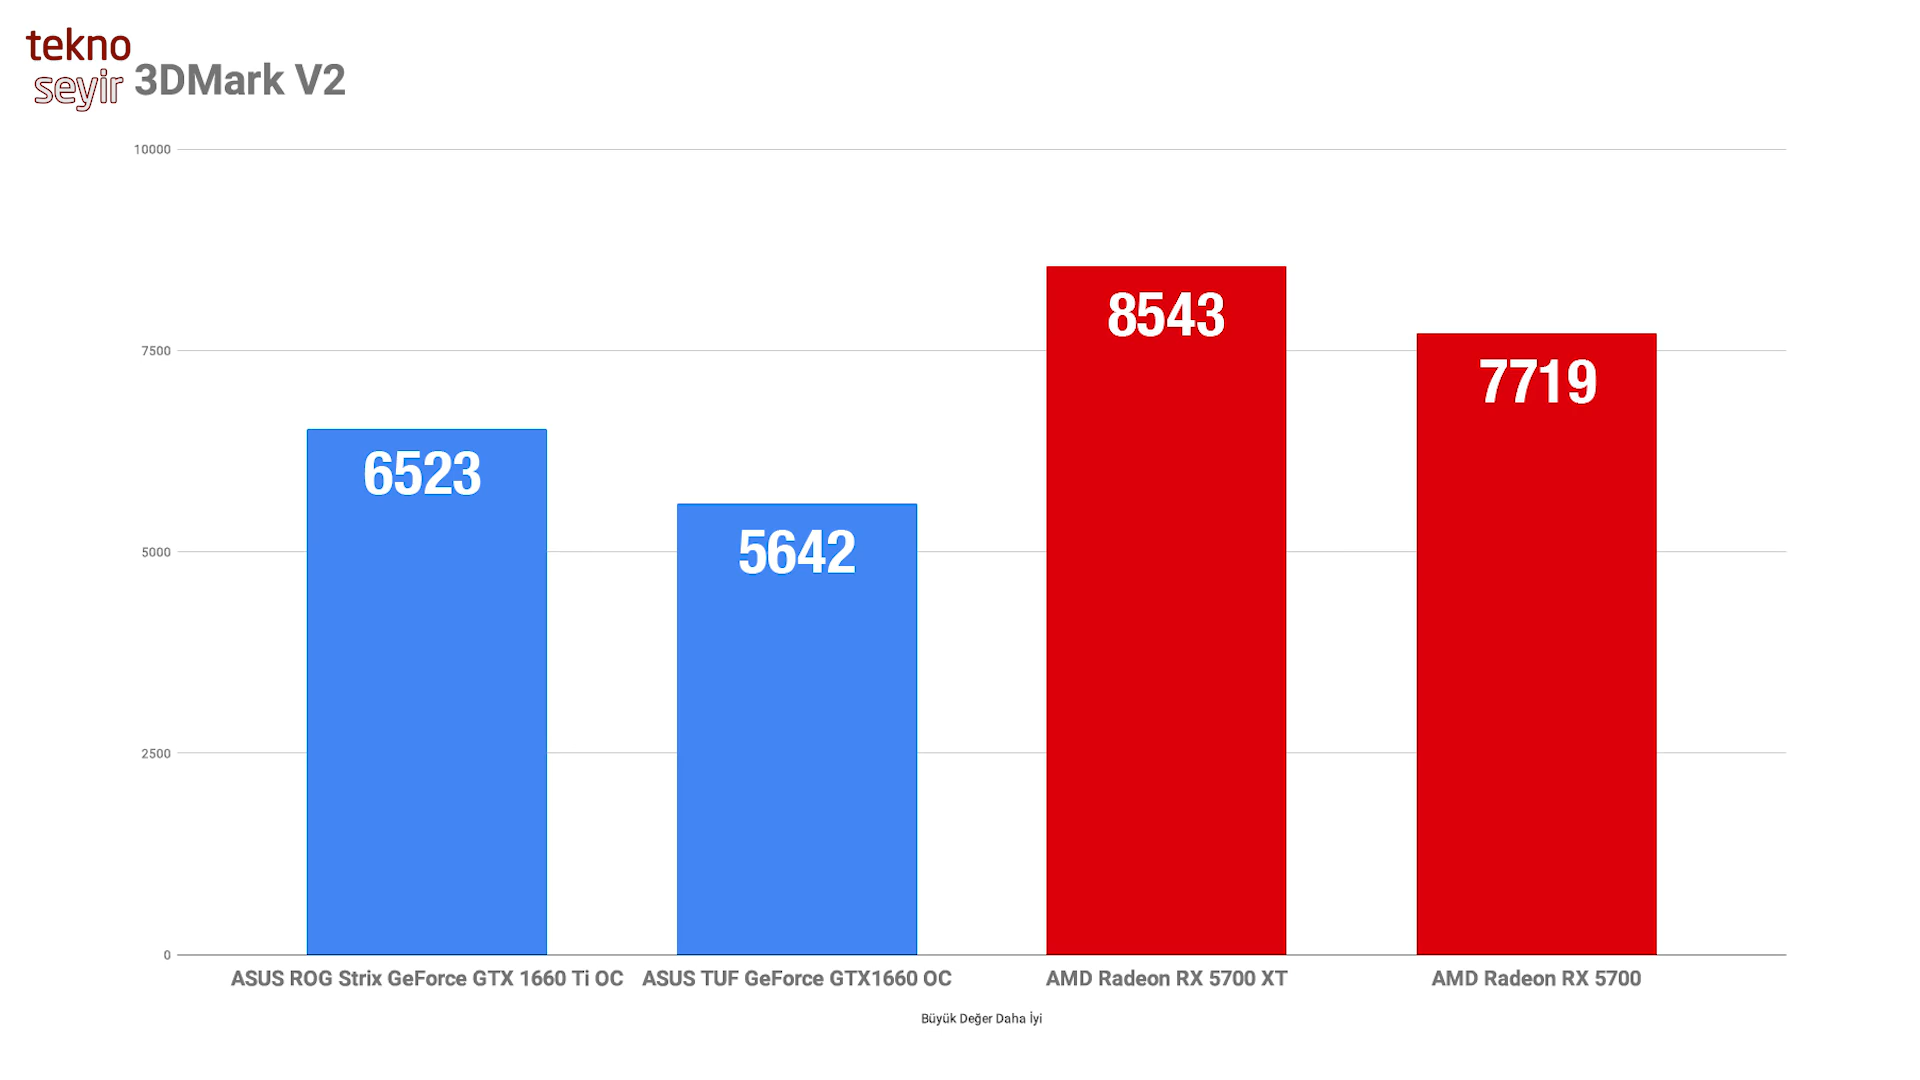 tekno
seyir
3DMark V2
10000
7500
5000
2500
0
6523
5642
8543
7719
ASUS ROG Strix GeForce GTX 1660 Ti OC
ASUS TUF GeForce GTX1660 OC
AMD Radeon RX 5700 XT
AMD Radeon RX 5700
Büyük Değer Daha İyi